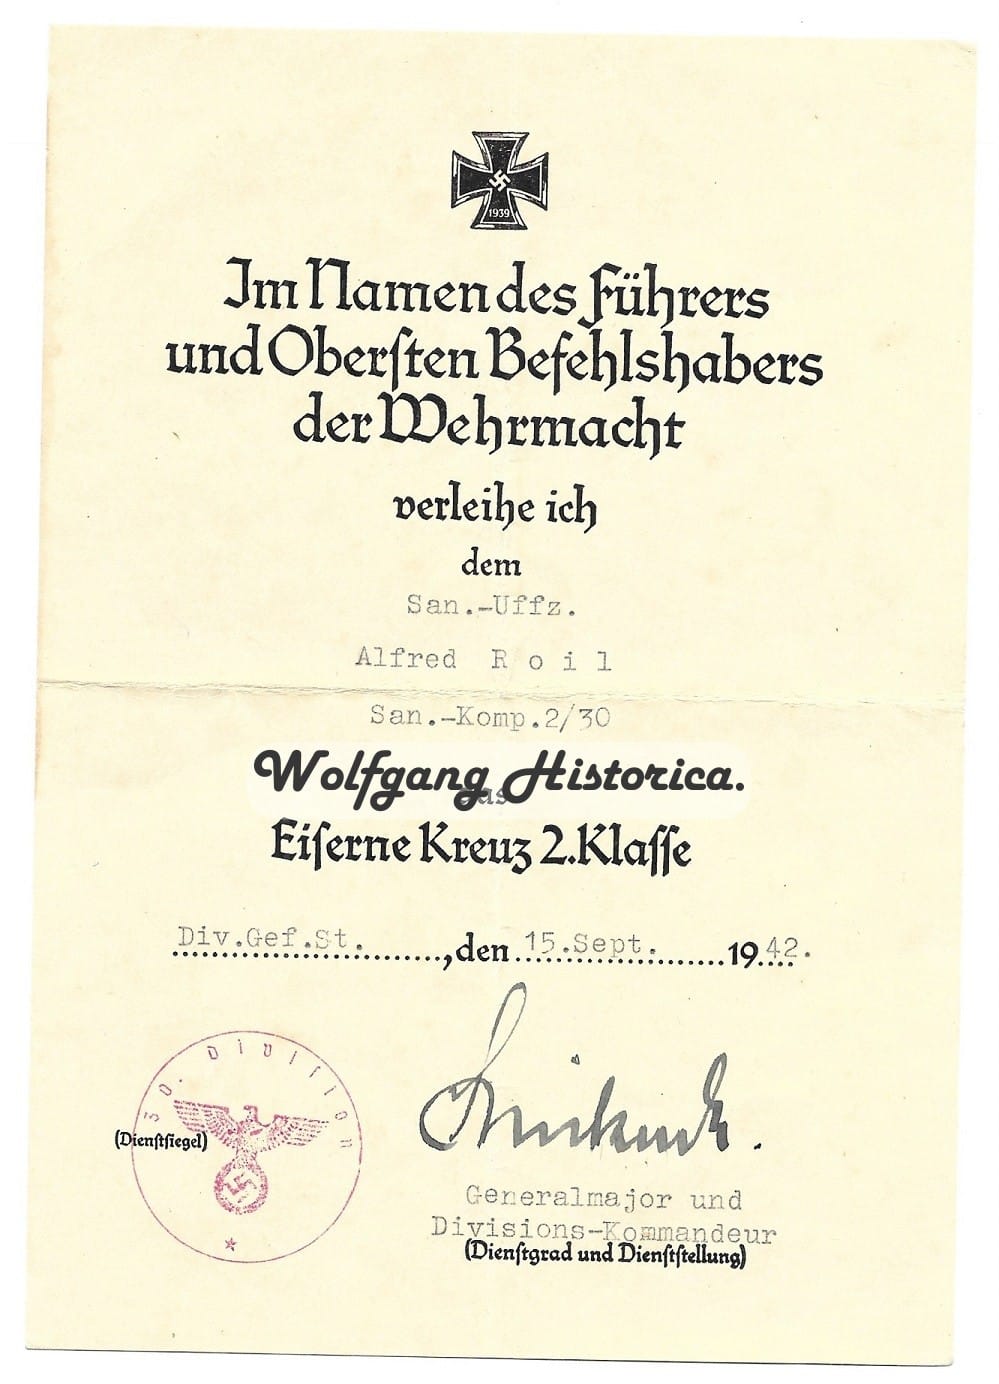 1939
Im Namen des Führers
und Oberſten Befehlshabers
der Wehrmacht
verleihe ich
dem
San.-Uffz.
Alfred R o i l
San.-Komp.2/30
Wolfgang Historica.
das
Eiſerne Kreuz 2.Klaſſe
Div.Gef.St. , den 15.Sept. 1942.
30. Diviſion
(Dienſtſiegel)
Generalmajor und
Divisions-Kommandeur
(Dienſtgrad und Dienſtſtellung)